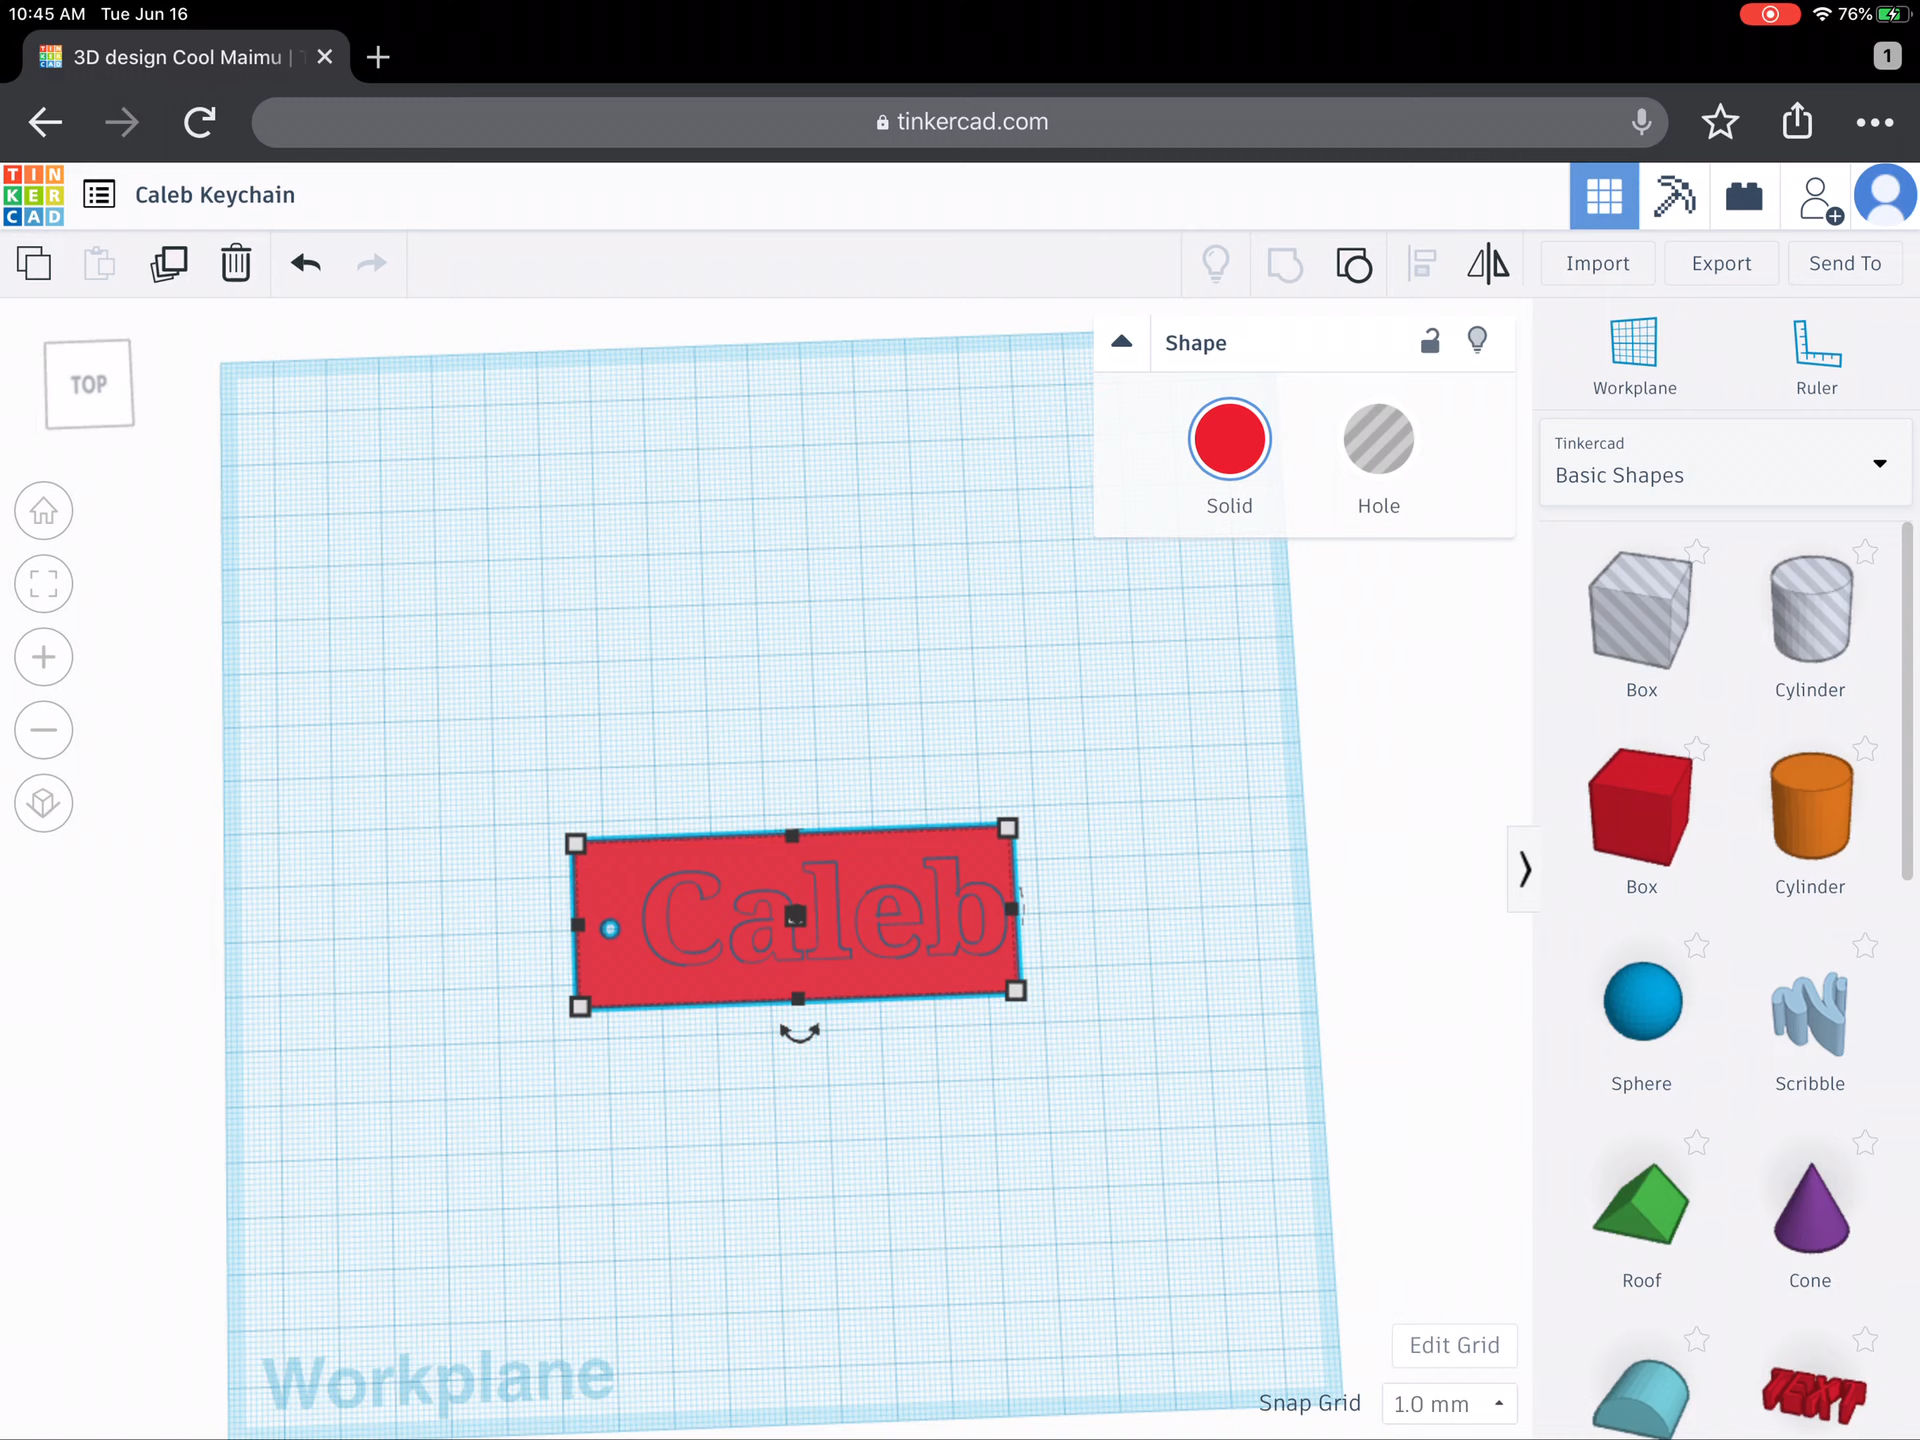 10:45 AM Tue Jun 16
76%
3D design Cool Maimu |
1
tinkercad.com
TIN
KER
CAD
Caleb Keychain
Import
Export
Send To
TOP
Shape
Workplane
Ruler
Solid
Hole
Tinkercad
Basic Shapes
Box
Cylinder
Box
Cylinder
Caleb
Sphere
Scribble
Roof
Cone
Edit Grid
Workplane
Snap Grid
1.0 mm
TEXT